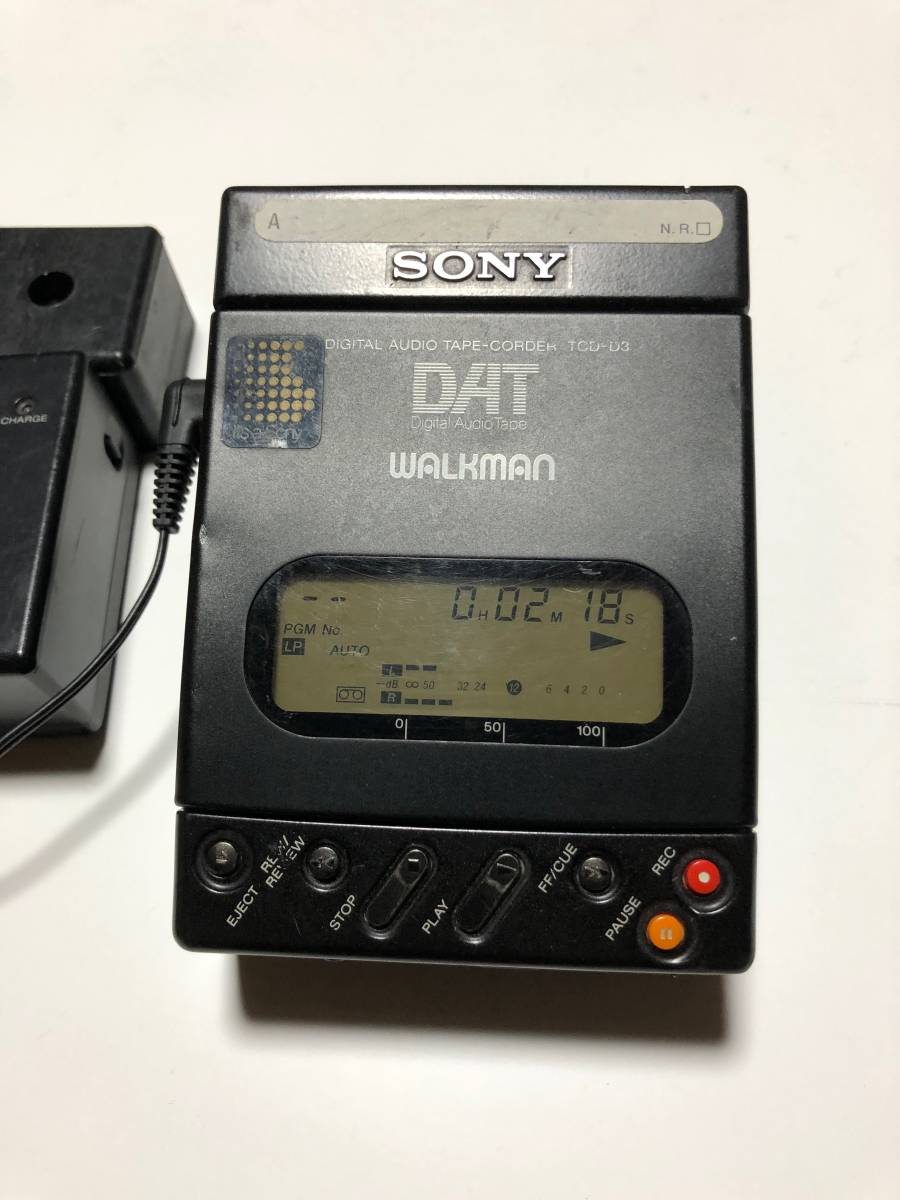 A N.R.
SONY
DIGITAL AUDIO TAPE-CORDER TCD-D3
DAT
Digital Audio Tape
It's a Sony
WALKMAN
CHARGE
-- 0H 02M 18S
PGM No.
LP AUTO
L
--dB ∞ 50 32 24 12 6 4 2 0
R
0 50 100
EJECT
REW/
REVIEW
STOP
PLAY
FF/CUE
PAUSE
REC